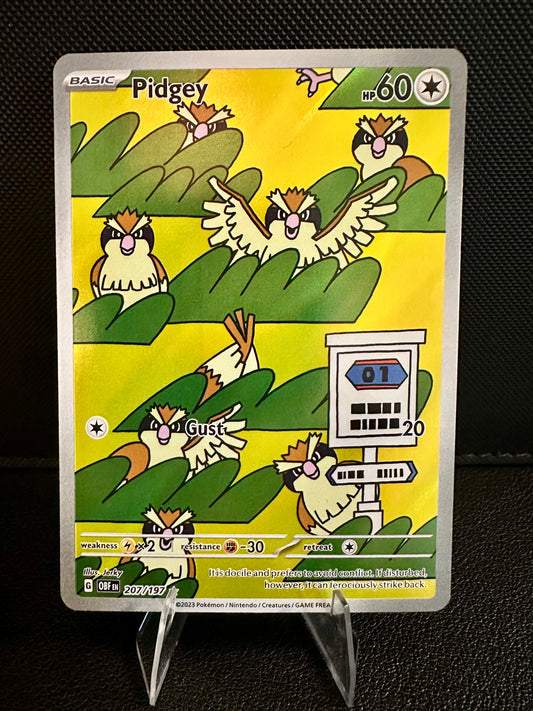 BASIC Pidgey HP 60
01
Gust 20
weakness ×2 resistance -30 retreat
Illus. Jerky
It is docile and prefers to avoid conflict. If disturbed,
however, it can ferociously strike back.
G OBF EN 207/197
©2023 Pokémon / Nintendo / Creatures / GAME FREAK